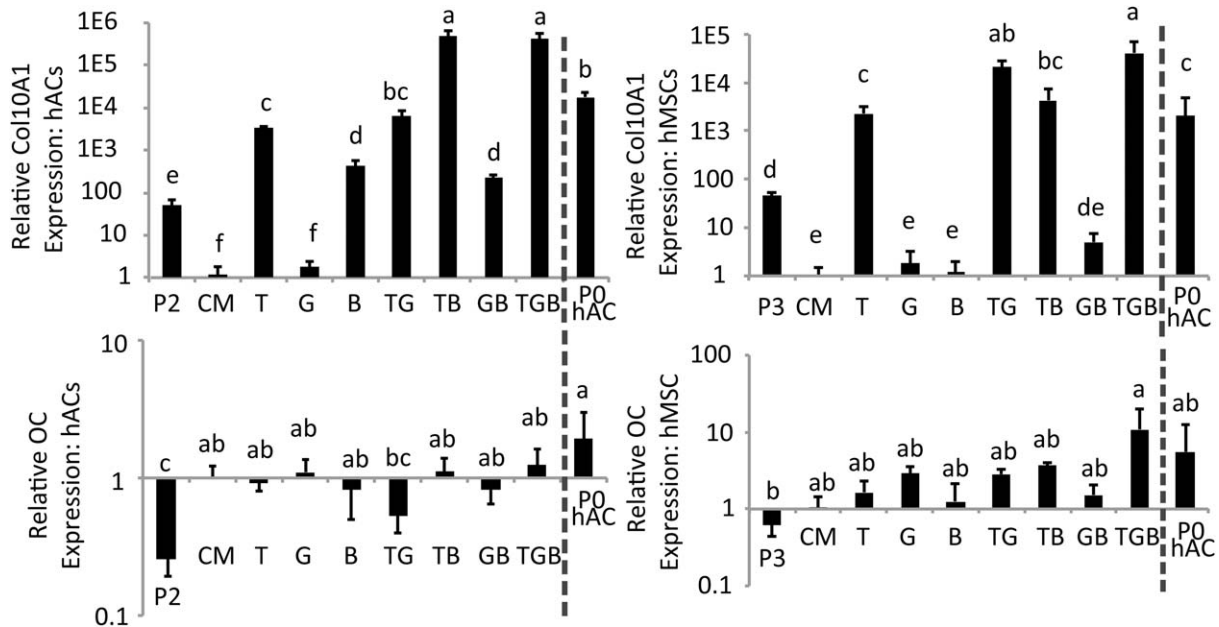 Relative Col10A1
Expression: hACs
1E6
1E5
1E4
1E3
100
10
1
e f c f d bc a d a b
P2 CM T G B TG TB GB TGB P0
hAC
Relative Col10A1
Expression: hMSCs
1E5
1E4
1E3
100
10
1
d e c e e ab bc de a c
P3 CM T G B TG TB GB TGB P0
hAC
Relative OC
Expression: hACs
10
1
0.1
c ab ab ab ab bc ab ab ab a
P2 CM T G B TG TB GB TGB P0
hAC
Relative OC
Expression: hMSC
100
10
1
0.1
b ab ab ab ab ab ab ab a ab
P3 CM T G B TG TB GB TGB P0
hAC